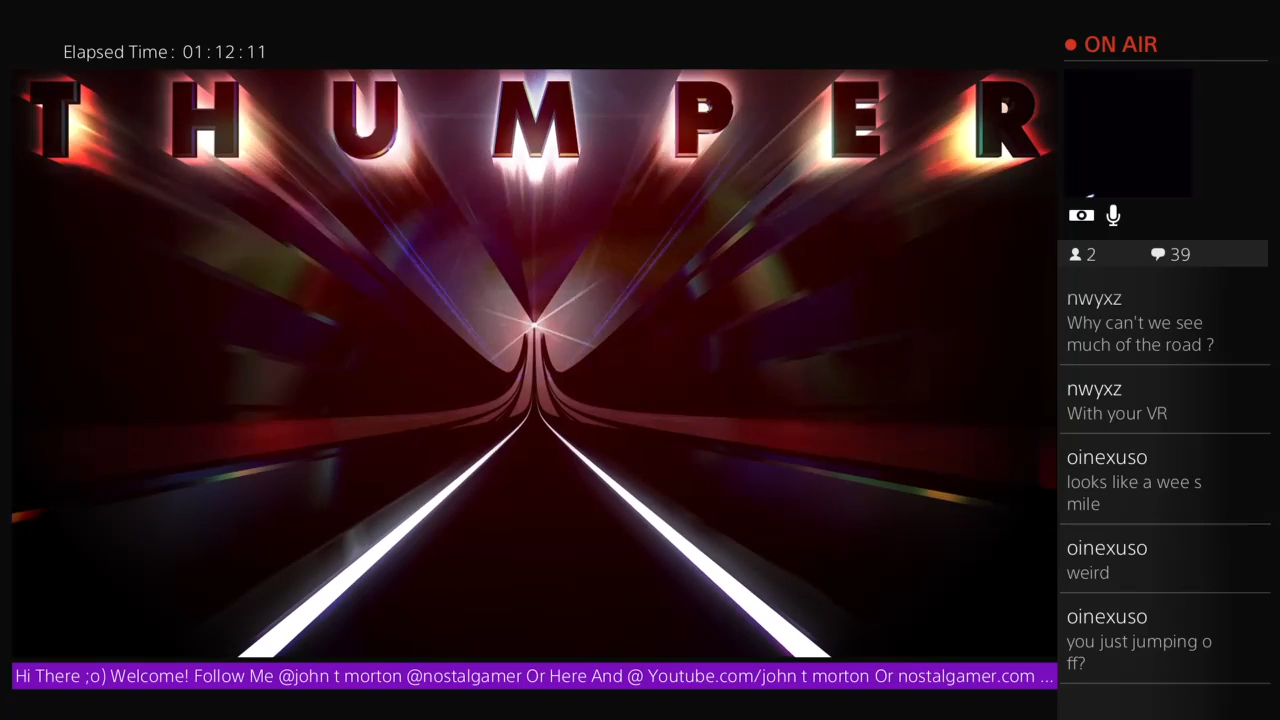 Elapsed Time: 01:12:11
ON AIR
THUMPER
2 39
nwyxz
Why can't we see
much of the road ?
nwyxz
With your VR
oinexuso
looks like a wee s
mile
oinexuso
weird
oinexuso
you just jumping o
ff?
Hi There ;o) Welcome! Follow Me @john t morton @nostalgamer Or Here And @ Youtube.com/john t morton Or nostalgamer.com ...